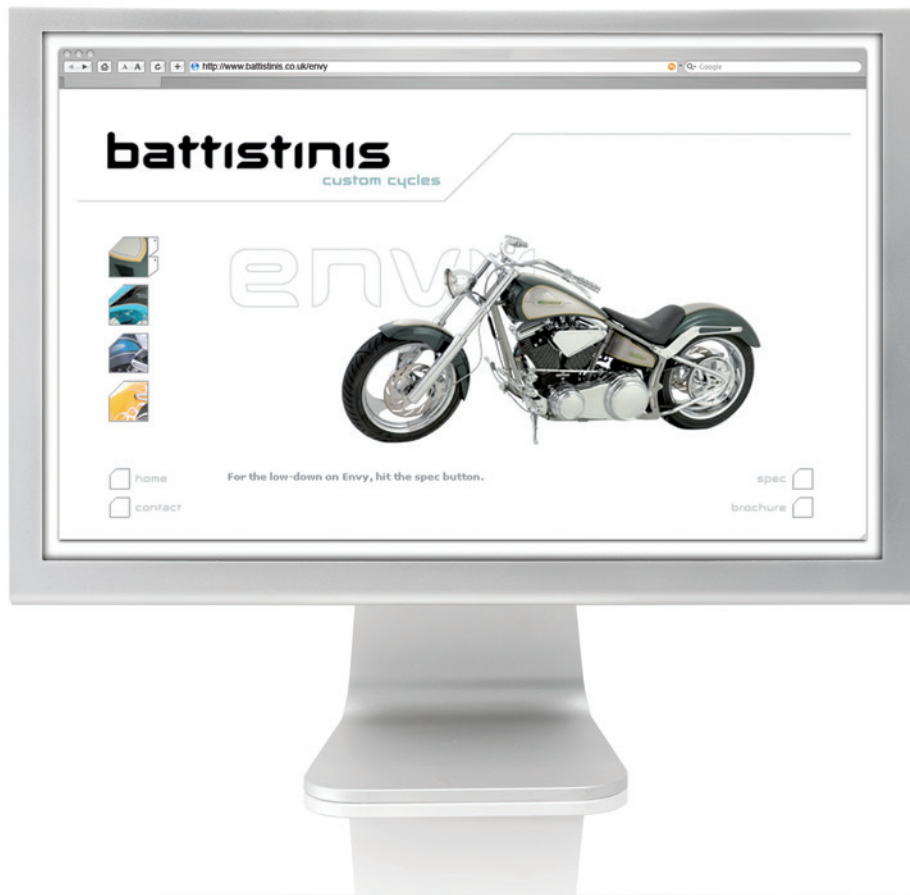 A A
http://www.battistinis.co.uk/envy
Google
battistinis
custom cycles
envy
home
For the low-down on Envy, hit the spec button.
spec
contact
brochure